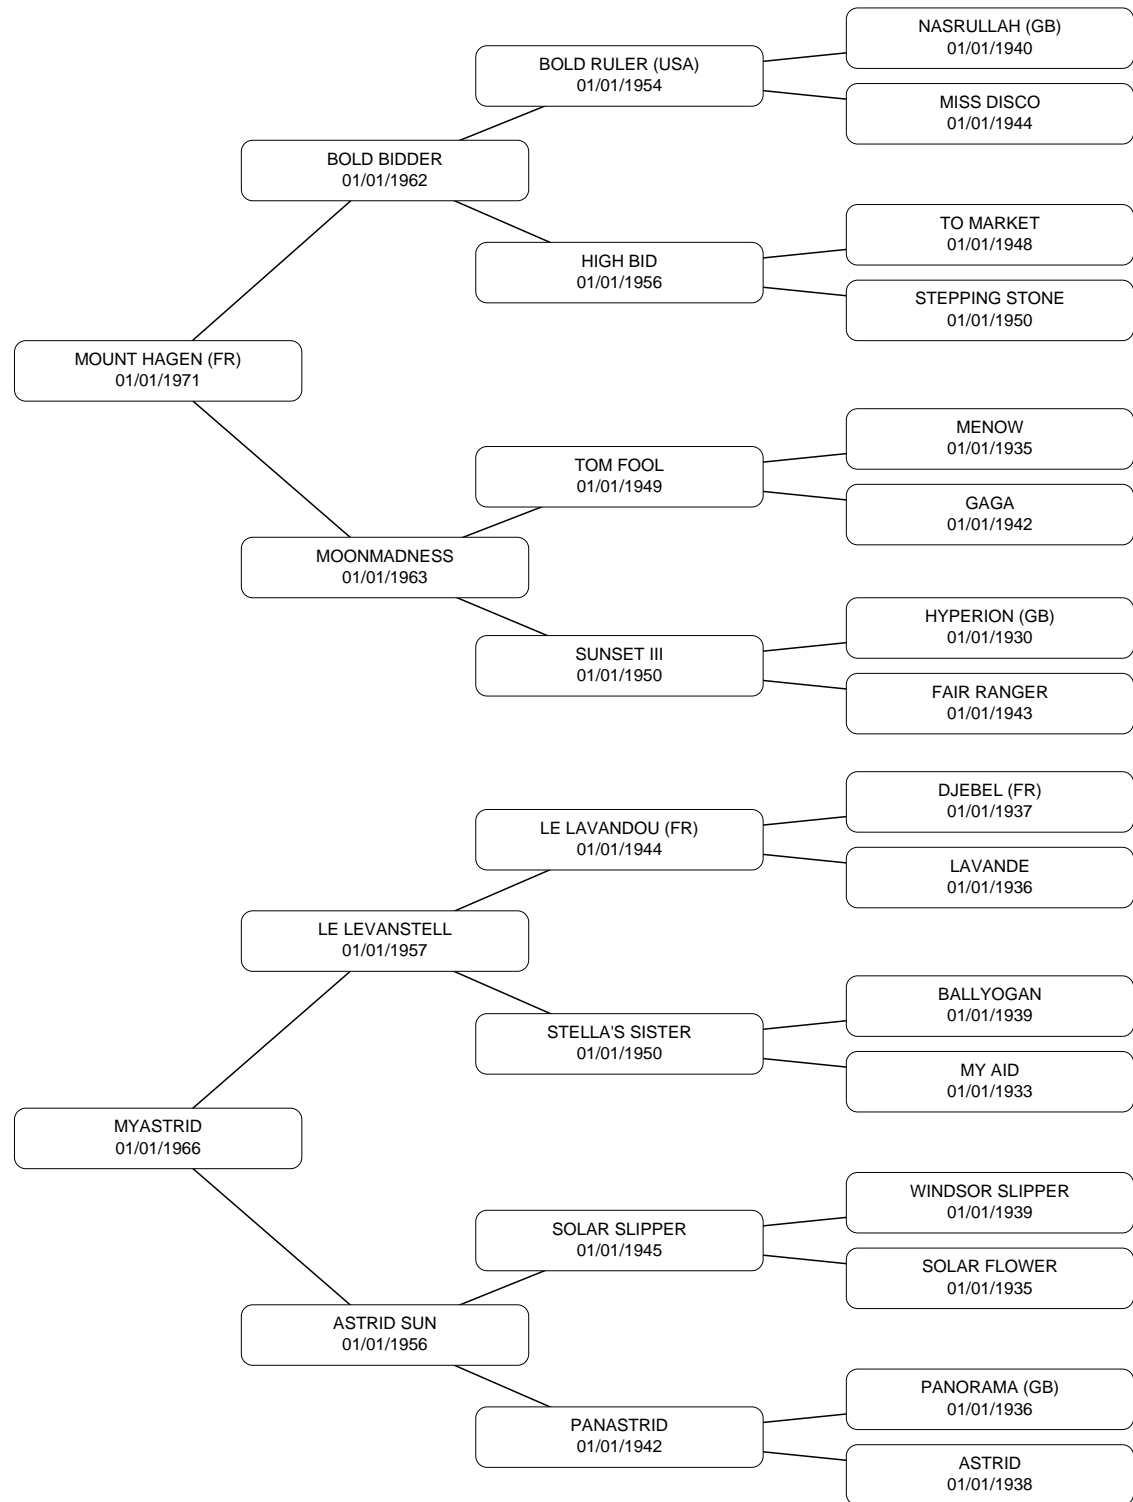 NASRULLAH (GB)
01/01/1940
BOLD RULER (USA)
01/01/1954
MISS DISCO
01/01/1944
BOLD BIDDER
01/01/1962
TO MARKET
01/01/1948
HIGH BID
01/01/1956
STEPPING STONE
01/01/1950
MOUNT HAGEN (FR)
01/01/1971
MENOW
01/01/1935
TOM FOOL
01/01/1949
GAGA
01/01/1942
MOONMADNESS
01/01/1963
HYPERION (GB)
01/01/1930
SUNSET III
01/01/1950
FAIR RANGER
01/01/1943
DJEBEL (FR)
01/01/1937
LE LAVANDOU (FR)
01/01/1944
LAVANDE
01/01/1936
LE LEVANSTELL
01/01/1957
BALLYOGAN
01/01/1939
STELLA'S SISTER
01/01/1950
MY AID
01/01/1933
MYASTRID
01/01/1966
WINDSOR SLIPPER
01/01/1939
SOLAR SLIPPER
01/01/1945
SOLAR FLOWER
01/01/1935
ASTRID SUN
01/01/1956
PANORAMA (GB)
01/01/1936
PANASTRID
01/01/1942
ASTRID
01/01/1938